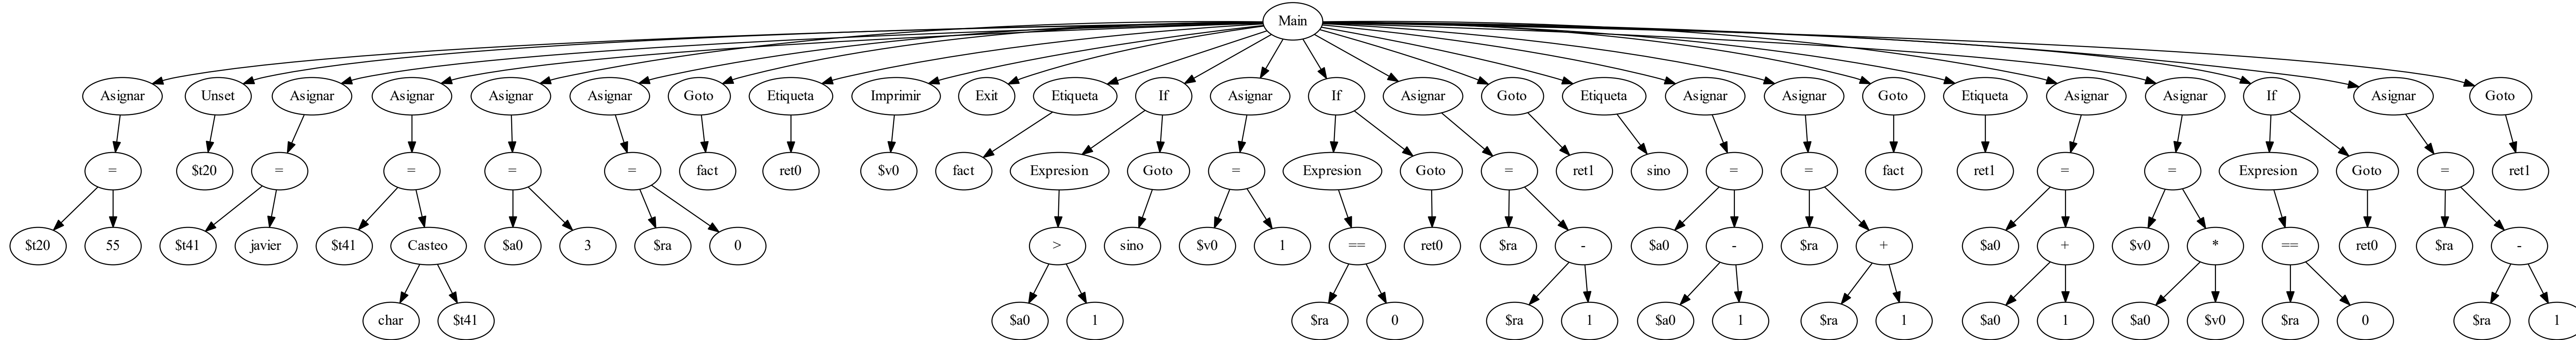 Main
Asignar Unset Asignar Asignar Asignar Asignar Goto Etiqueta Imprimir Exit Etiqueta If Asignar If Asignar Goto Etiqueta Asignar Asignar Goto Etiqueta Asignar Asignar If Asignar Goto
= $t20 = = = = fact ret0 $v0 fact Expresion Goto = Expresion Goto = ret1 sino = = fact ret1 = = Expresion Goto = ret1
$t20 55 $t41 javier $t41 Casteo $a0 3 $ra 0 > sino $v0 1 == ret0 $ra - $a0 - $ra + $a0 + $v0 * == ret0 $ra -
char $t41 $a0 1 $ra 0 $ra 1 $a0 1 $ra 1 $a0 1 $a0 $v0 $ra 0 $ra 1